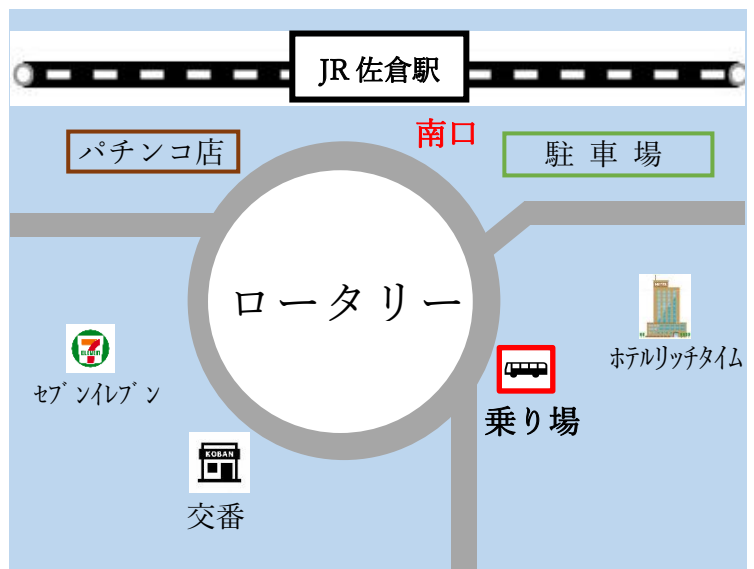 JR 佐倉駅
南口
パチンコ店
駐 車 場
ロータリー
ホテルリッチタイム
セブンイレブン
乗り場
KOBAN
交番